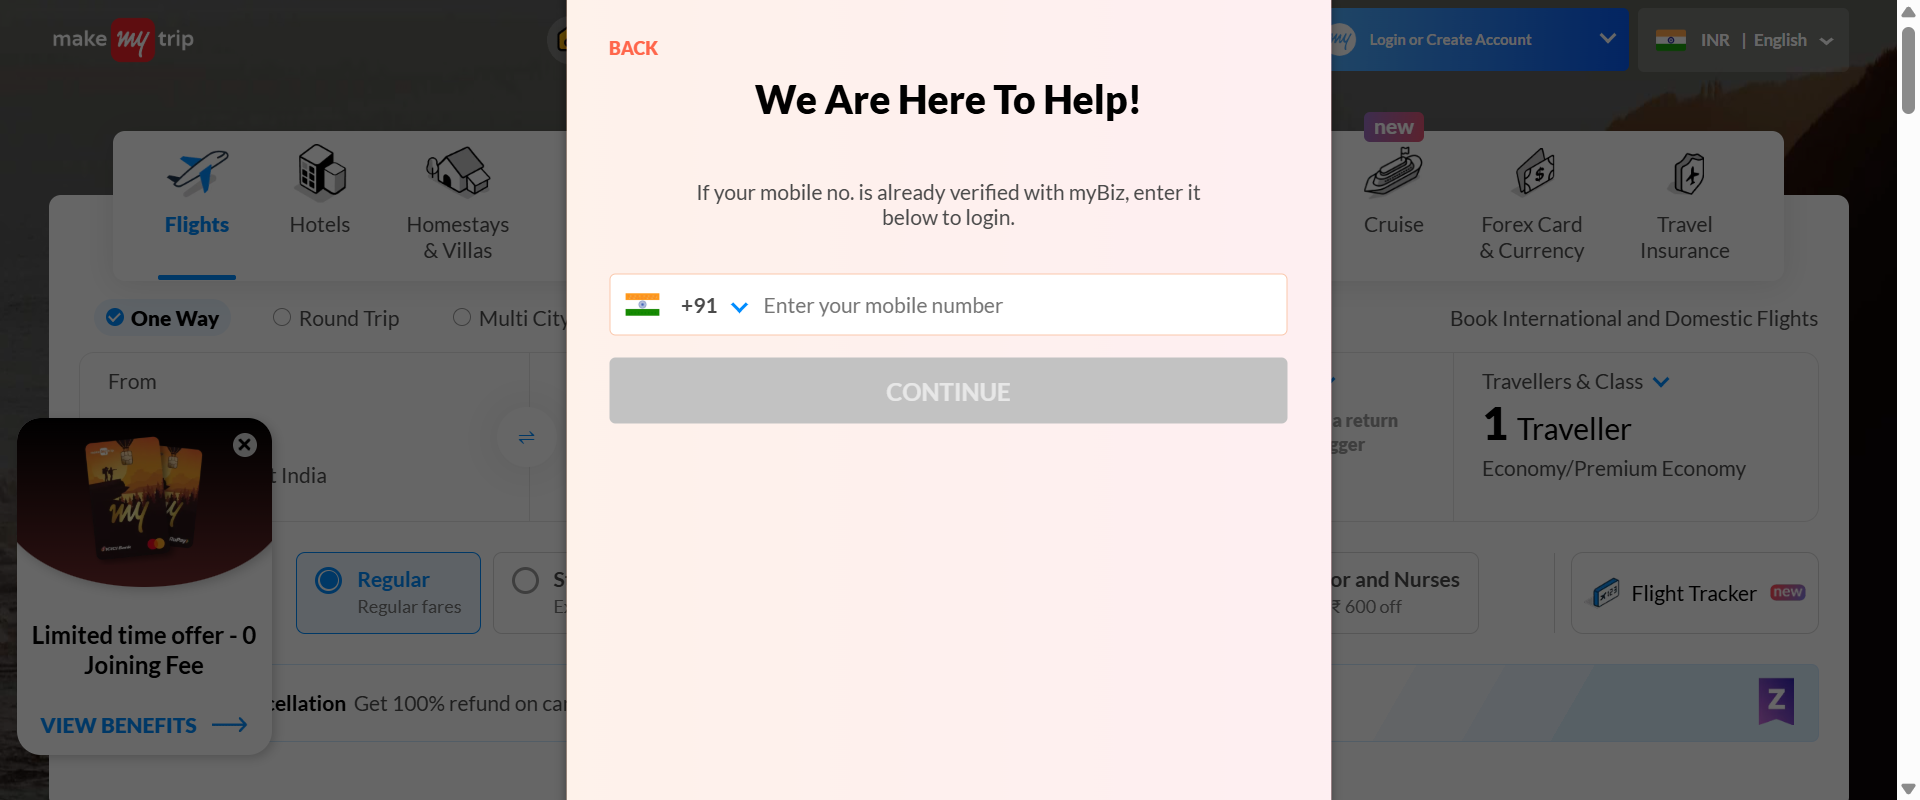 make my trip
my Login or Create Account
INR | English
BACK
We Are Here To Help!
If your mobile no. is already verified with myBiz, enter it
below to login.
+91 Enter your mobile number
CONTINUE
Flights
Hotels
Homestays
& Villas
new
Cruise
Forex Card
& Currency
Travel
Insurance
One Way
Round Trip
Multi City
Book International and Domestic Flights
From
India
a return
Travellers & Class
1 Traveller
Economy/Premium Economy
my
Limited time offer - 0
Joining Fee
VIEW BENEFITS
Regular
Regular fares
or and Nurses
₹ 600 off
Flight Tracker new
cellation Get 100% refund on can
Z